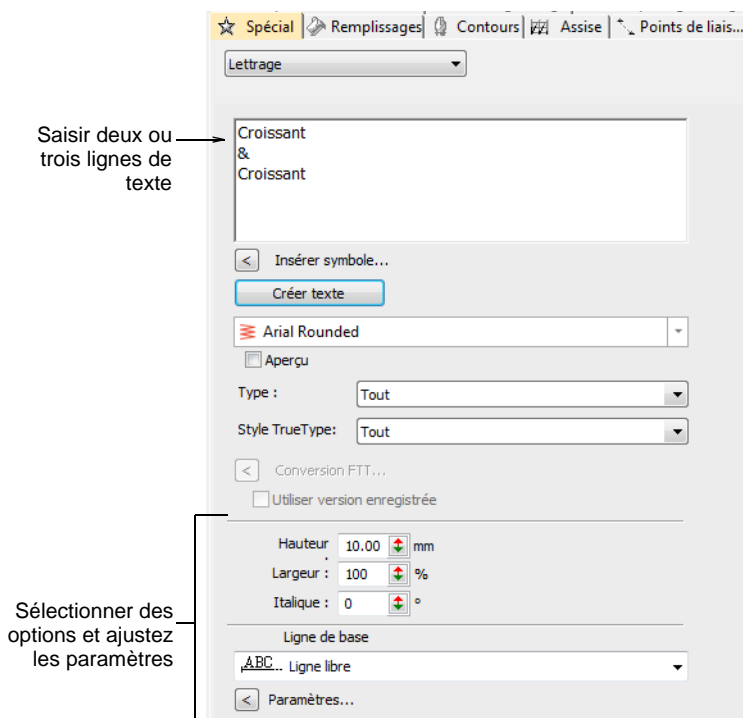 Spécial Remplissages Contours Assise Points de liais...
Lettrage
Saisir deux ou
trois lignes de
texte
Croissant
&
Croissant
< Insérer symbole...
Créer texte
Arial Rounded
Aperçu
Type : Tout
Style TrueType: Tout
< Conversion FTT...
Utiliser version enregistrée
Hauteur : 10.00 mm
Largeur : 100 %
Italique : 0 °
Sélectionner des
options et ajustez
les paramètres
Ligne de base
ABC... Ligne libre
< Paramètres...